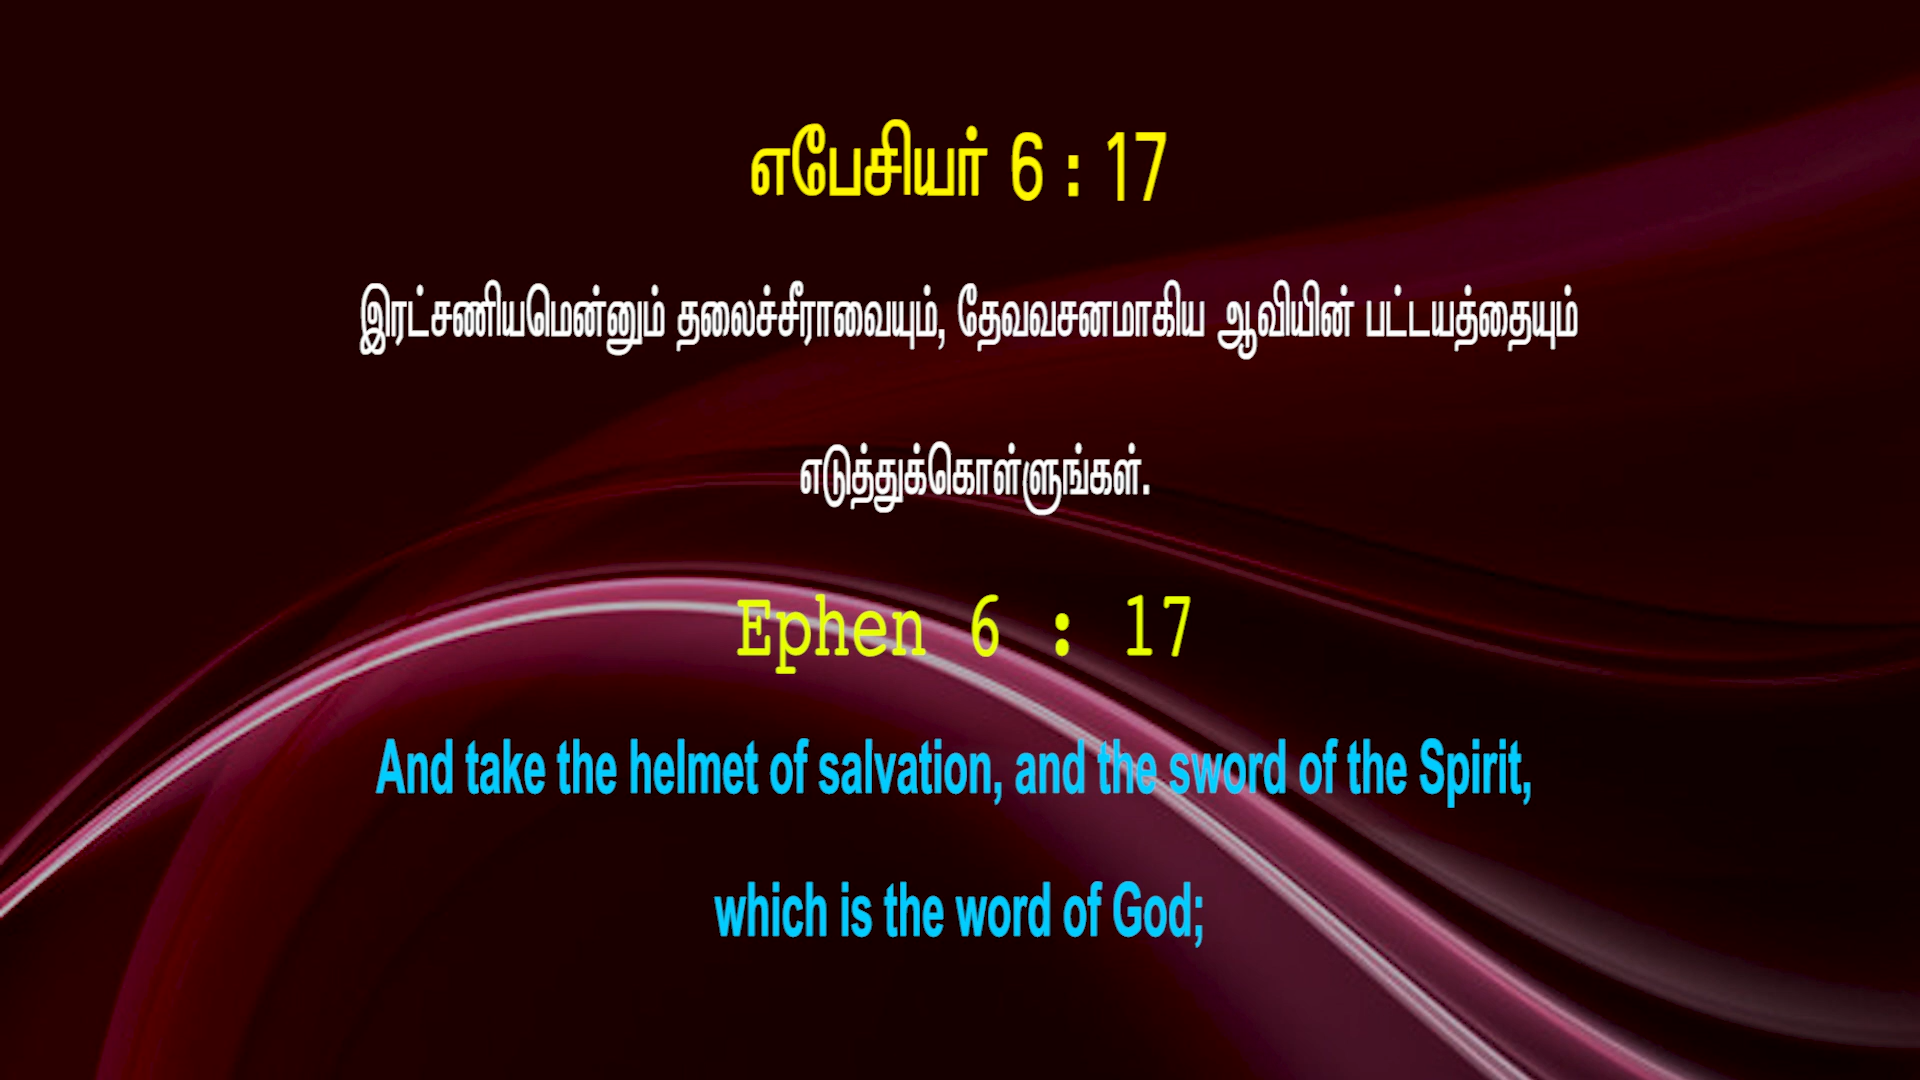 எபேசியர் 6 : 17
இரட்சணியமென்னும் தலைச்சீராவையும், தேவவசனமாகிய ஆவியின் பட்டயத்தையும்
எடுத்துக்கொள்ளுங்கள்.
Ephen 6 : 17
And take the helmet of salvation, and the sword of the Spirit,
which is the word of God;